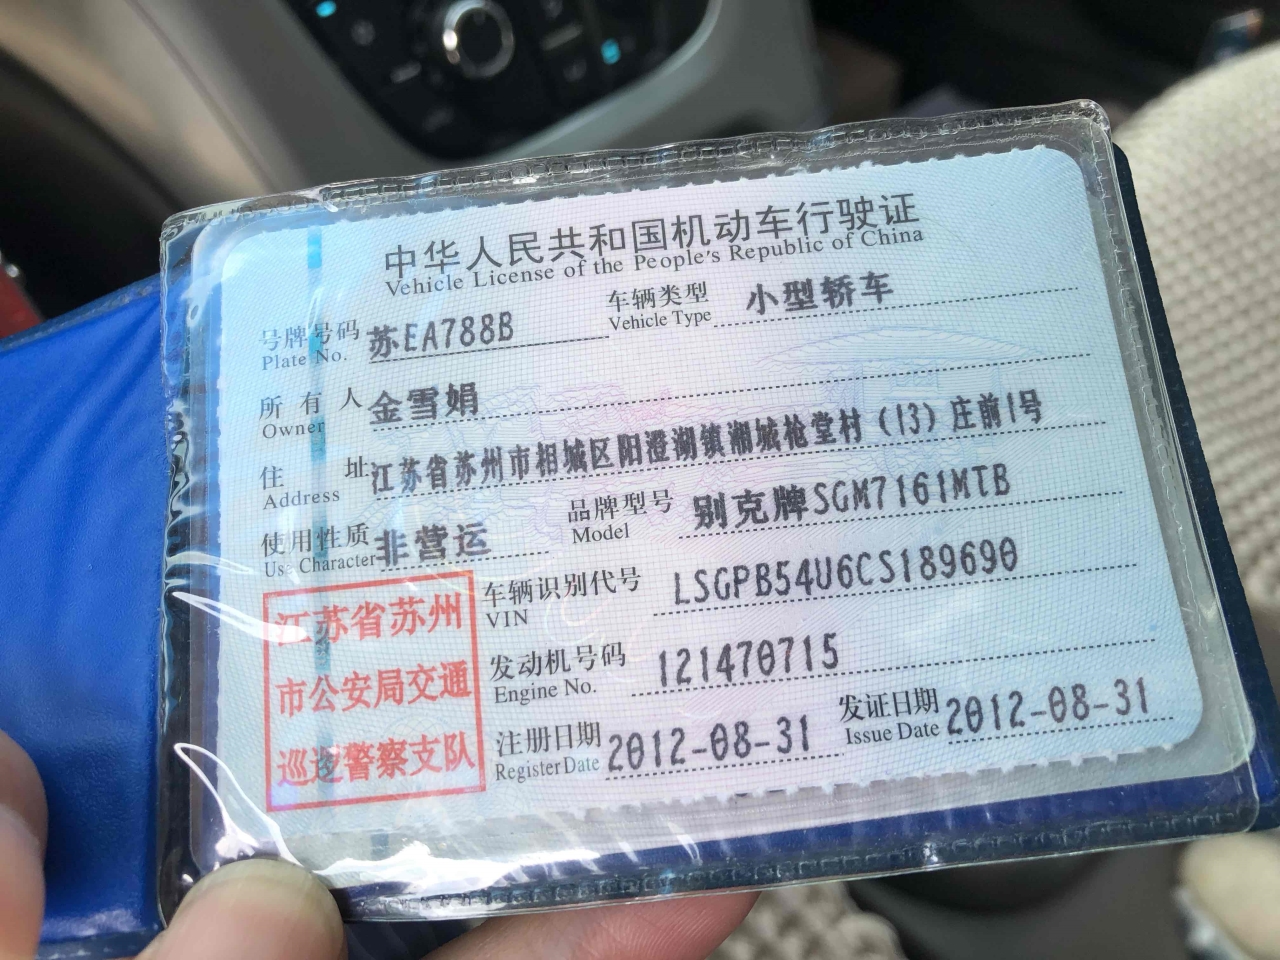 中华人民共和国机动车行驶证
Vehicle License of the People's Republic of China
号牌号码 苏EA788B 车辆类型 小型轿车
Plate No. Vehicle Type
所有人 金雪娟
Owner
住址 江苏省苏州市相城区阳澄湖镇湘城枪堂村（13）庄前1号
Address
使用性质 非营运 品牌型号 别克牌SGM7161MTB
Use Character Model
车辆识别代号 LSGPB54U6CS189690
VIN
发动机号码 121470715
Engine No.
注册日期 2012-08-31 发证日期 2012-08-31
Register Date Issue Date
江苏省苏州
市公安局交通
巡逻警察支队